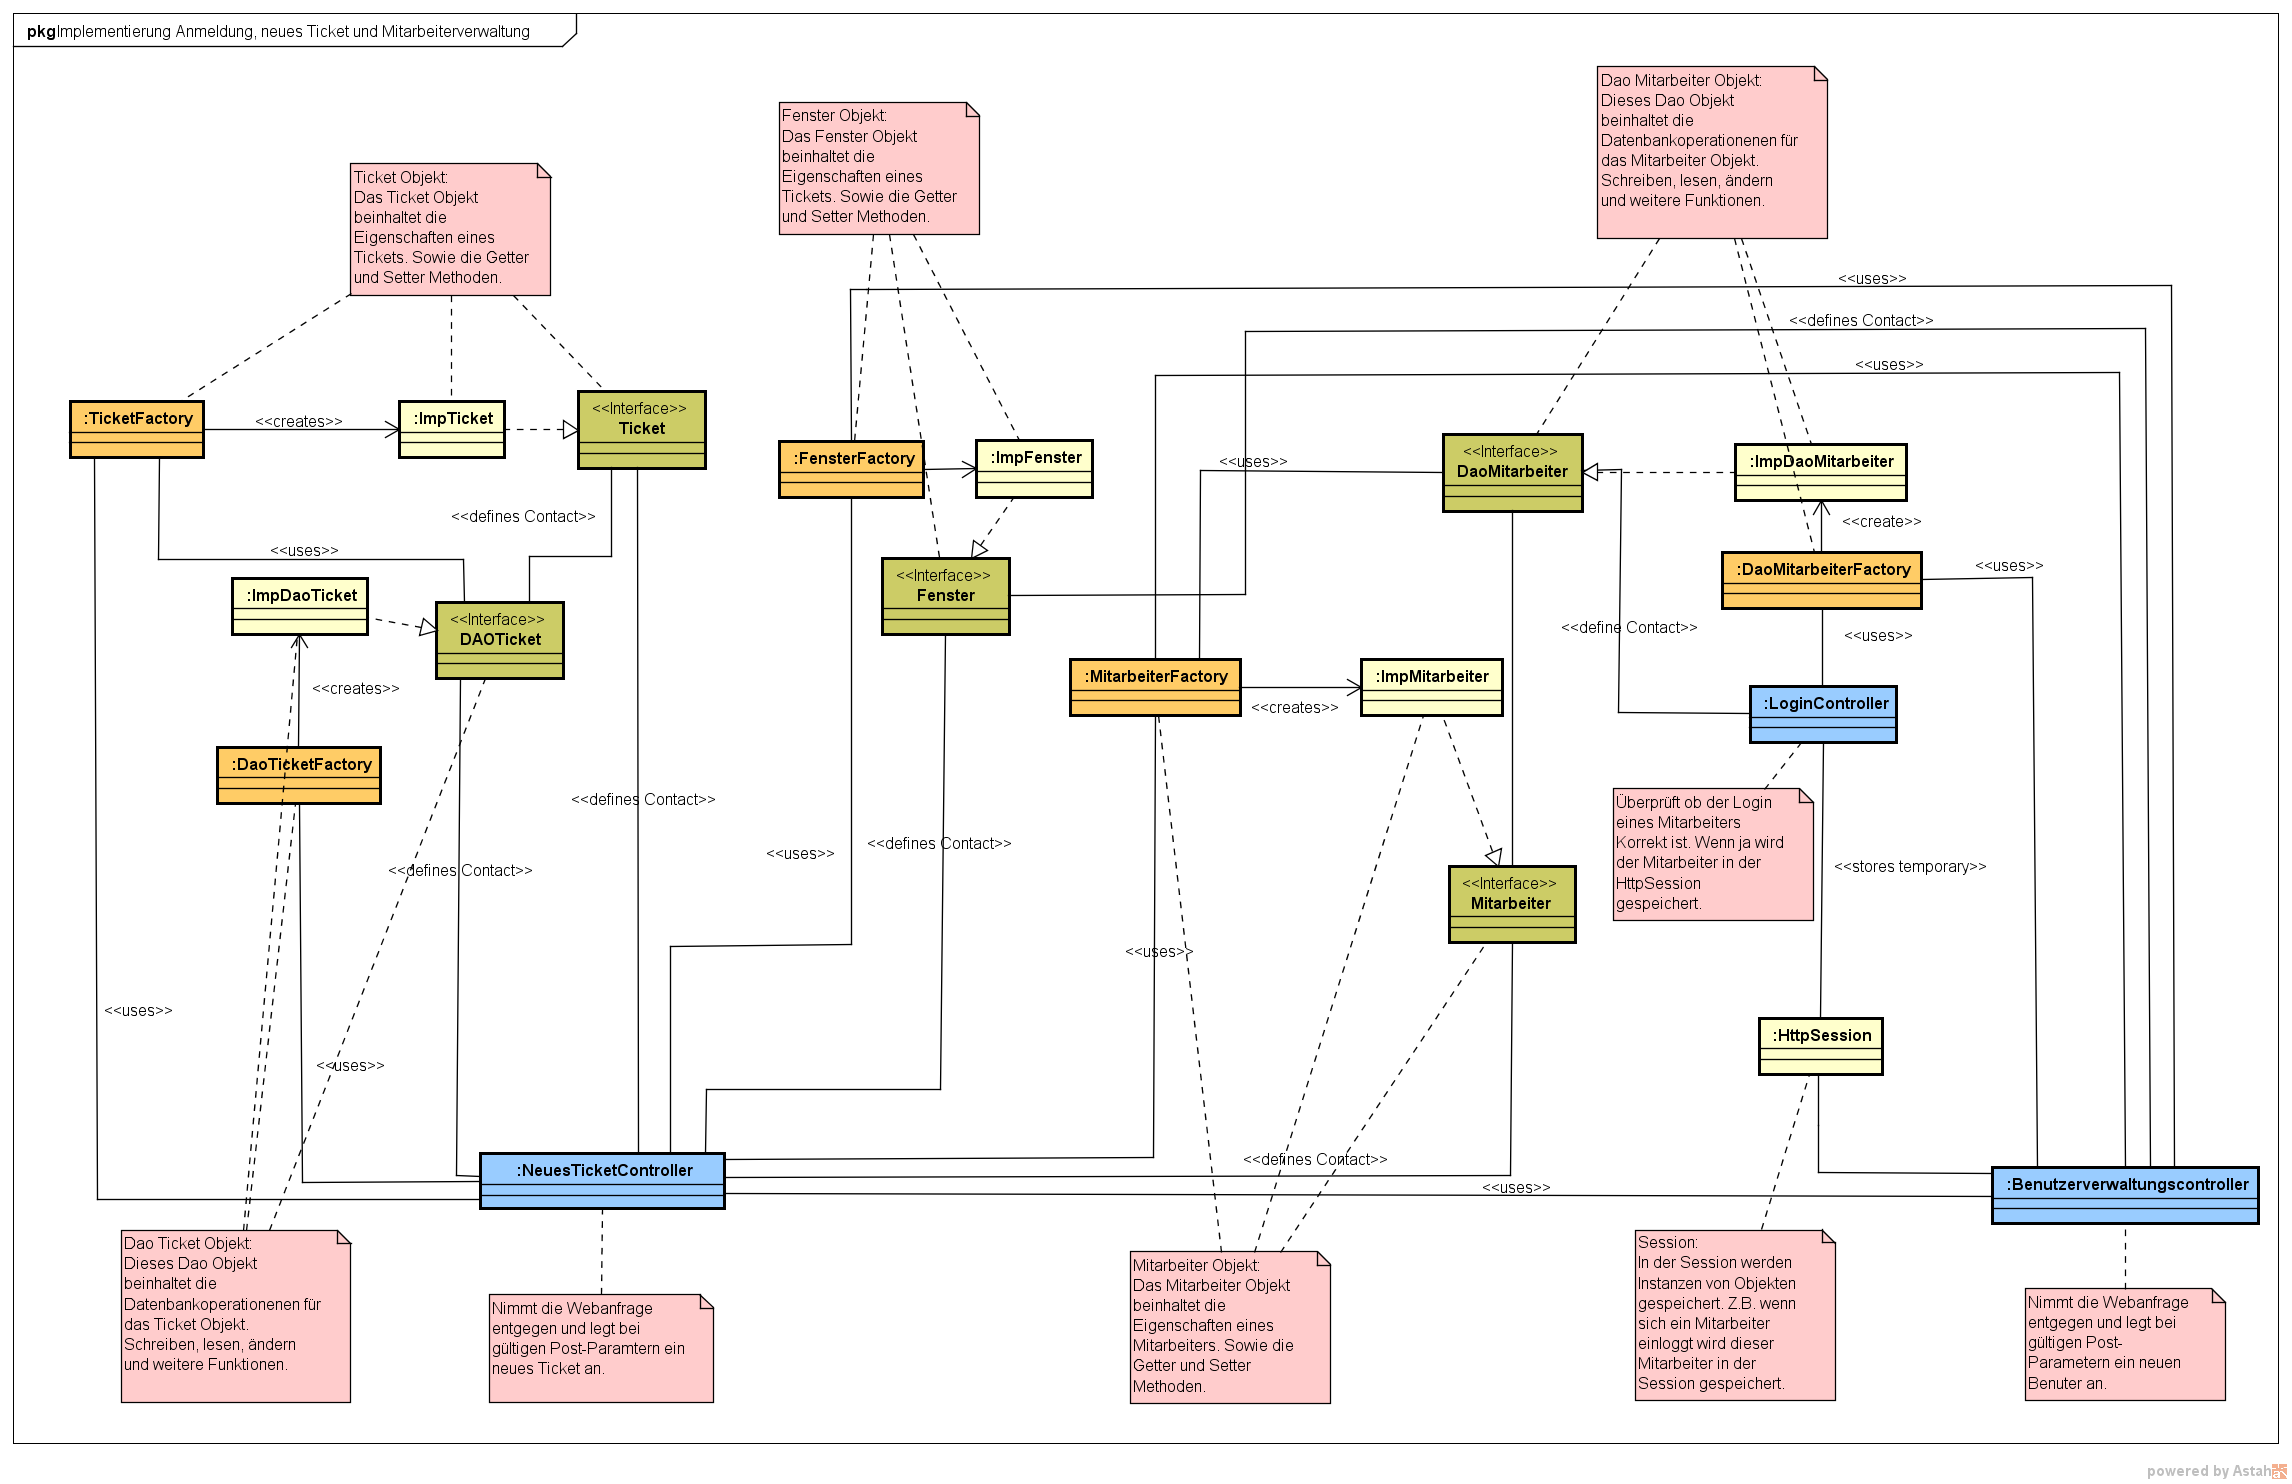 pkgImplementierung Anmeldung, neues Ticket und Mitarbeiterverwaltung
Dao Mitarbeiter Objekt:
Dieses Dao Objekt
beinhaltet die
Datenbankoperationenen für
das Mitarbeiter Objekt.
Schreiben, lesen, ändern
und weitere Funktionen.
Fenster Objekt:
Das Fenster Objekt
beinhaltet die
Eigenschaften eines
Tickets. Sowie die Getter
und Setter Methoden.
Ticket Objekt:
Das Ticket Objekt
beinhaltet die
Eigenschaften eines
Tickets. Sowie die Getter
und Setter Methoden.
<<uses>>
<<defines Contact>>
<<uses>>
:TicketFactory
<<creates>>
:ImpTicket
<<Interface>>
Ticket
:FensterFactory
:ImpFenster
<<uses>>
<<Interface>>
DaoMitarbeiter
:ImpDaoMitarbeiter
<<defines Contact>>
<<create>>
<<uses>>
:ImpDaoTicket
<<Interface>>
DAOTicket
<<Interface>>
Fenster
:DaoMitarbeiterFactory
<<uses>>
<<define Contact>>
<<uses>>
<<creates>>
:MitarbeiterFactory
<<creates>>
:ImpMitarbeiter
:LoginController
:DaoTicketFactory
<<defines Contact>>
Überprüft ob der Login
eines Mitarbeiters
Korrekt ist. Wenn ja wird
der Mitarbeiter in der
HttpSession
gespeichert.
<<uses>>
<<defines Contact>>
<<defines Contact>>
<<stores temporary>>
<<Interface>>
Mitarbeiter
<<uses>>
<<uses>>
<<uses>>
:HttpSession
:NeuesTicketController
<<defines Contact>>
<<uses>>
:Benutzerverwaltungscontroller
Dao Ticket Objekt:
Dieses Dao Objekt
beinhaltet die
Datenbankoperationenen für
das Ticket Objekt.
Schreiben, lesen, ändern
und weitere Funktionen.
Nimmt die Webanfrage
entgegen und legt bei
gültigen Post-Paramtern ein
neues Ticket an.
Mitarbeiter Objekt:
Das Mitarbeiter Objekt
beinhaltet die
Eigenschaften eines
Mitarbeiters. Sowie die
Getter und Setter
Methoden.
Session:
In der Session werden
Instanzen von Objekten
gespeichert. Z.B. wenn
sich ein Mitarbeiter
einloggt wird dieser
Mitarbeiter in der
Session gespeichert.
Nimmt die Webanfrage
entgegen und legt bei
gültigen Post-
Parametern ein neuen
Benuter an.
powered by Astah